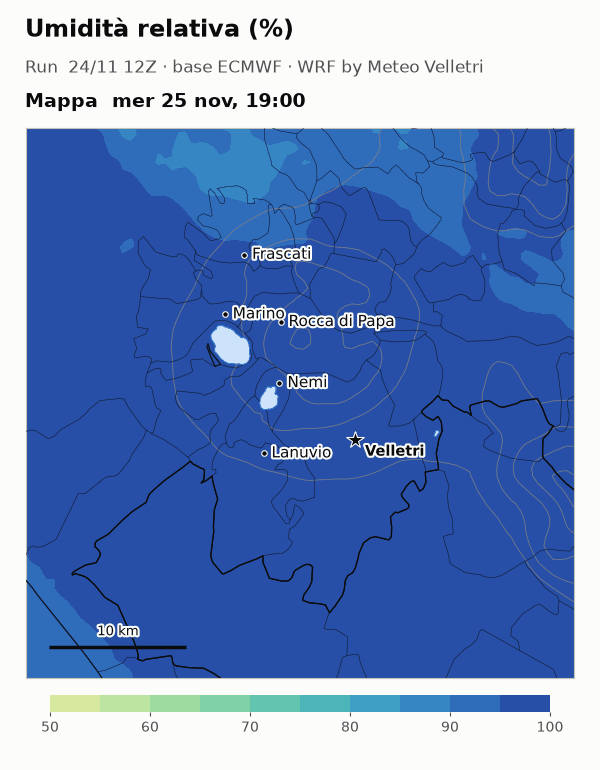 Umidità relativa (%)
Run  24/11 12Z · base ECMWF · WRF by Meteo Velletri
Mappa  mer 25 nov, 19:00
Frascati
Marino
Rocca di Papa
Nemi
Velletri
Lanuvio
10 km
50 60 70 80 90 100